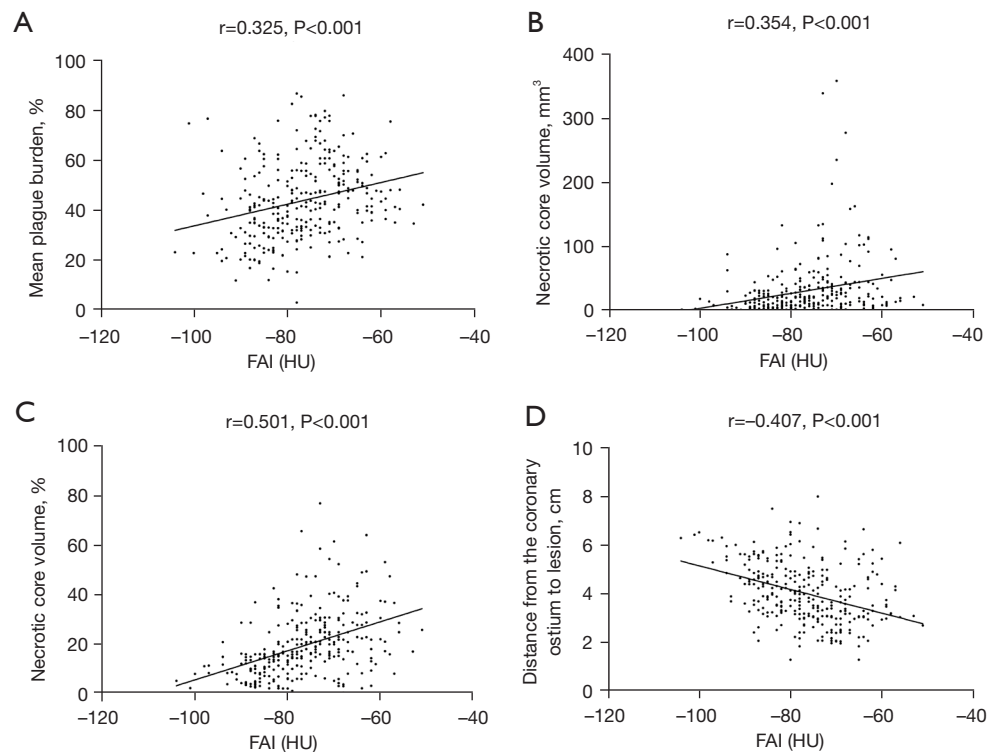 A
r=0.325, P<0.001
Mean plague burden, %
100
80
60
40
20
0
−120 −100 −80 −60 −40
FAI (HU)
B
r=0.354, P<0.001
Necrotic core volume, mm³
400
300
200
100
0
−120 −100 −80 −60 −40
FAI (HU)
C
r=0.501, P<0.001
Necrotic core volume, %
100
80
60
40
20
0
−120 −100 −80 −60 −40
FAI (HU)
D
r=−0.407, P<0.001
Distance from the coronary
ostium to lesion, cm
10
8
6
4
2
0
−120 −100 −80 −60 −40
FAI (HU)